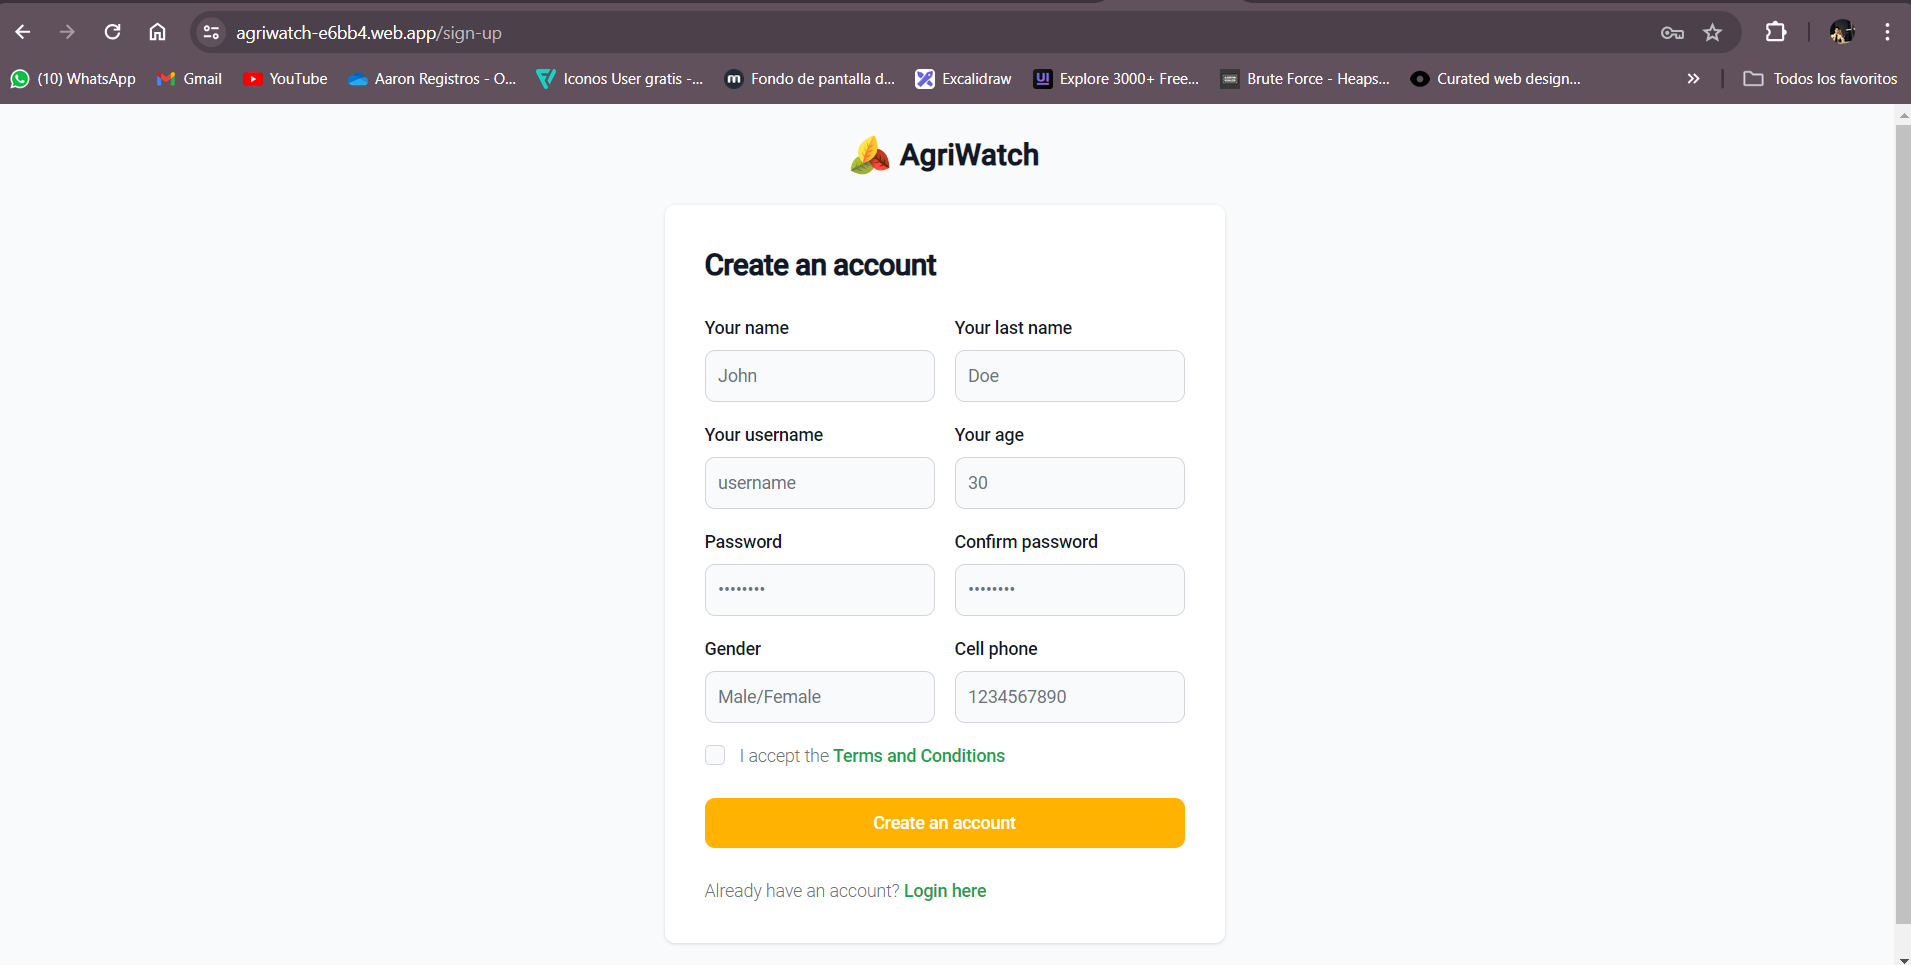 agriwatch-e6bb4.web.app/sign-up
(10) WhatsApp Gmail YouTube Aaron Registros - O... Iconos User gratis -... Fondo de pantalla d... Excalidraw Explore 3000+ Free... Brute Force - Heaps... Curated web design... Todos los favoritos
AgriWatch
Create an account
Your name Your last name
John Doe
Your username Your age
username 30
Password Confirm password
•••••••• ••••••••
Gender Cell phone
Male/Female 1234567890
I accept the Terms and Conditions
Create an account
Already have an account? Login here